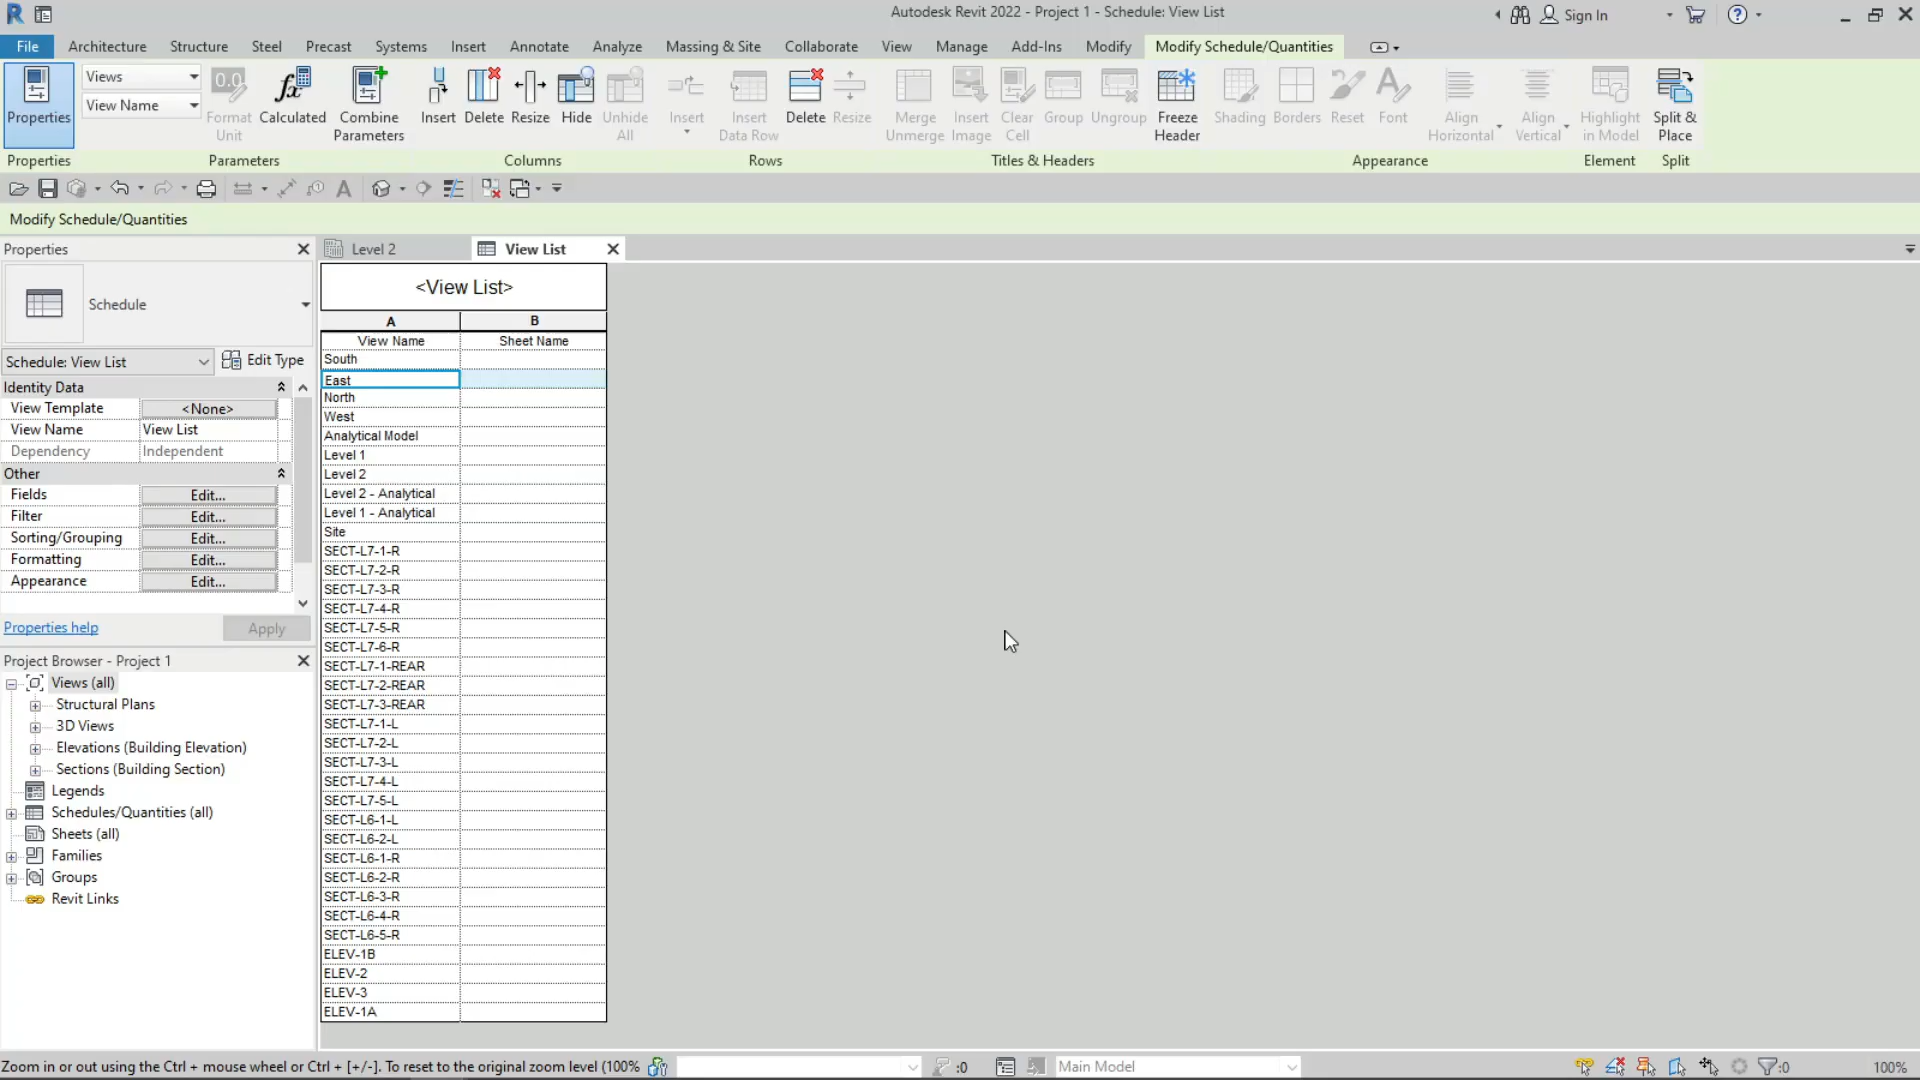 Autodesk Revit 2022 - Project 1 - Schedule: View List
Sign In
File Architecture Structure Steel Precast Systems Insert Annotate Analyze Massing & Site Collaborate View Manage Add-Ins Modify Modify Schedule/Quantities
Properties
Views
View Name
Format Unit
Calculated
Combine Parameters
Insert
Delete
Resize
Hide
Unhide All
Insert
Insert Data Row
Delete
Resize
Merge Unmerge
Insert Image
Clear Cell
Group
Ungroup
Freeze Header
Shading
Borders
Reset
Font
Align Horizontal
Align Vertical
Highlight in Model
Split & Place
Properties Parameters Columns Rows Titles & Headers Appearance Element Split
Modify Schedule/Quantities
Properties
Schedule
Schedule: View List
Edit Type
Identity Data
View Template <None>
View Name View List
Dependency Independent
Other
Fields Edit...
Filter Edit...
Sorting/Grouping Edit...
Formatting Edit...
Appearance Edit...
Properties help
Apply
Project Browser - Project 1
Views (all)
Structural Plans
3D Views
Elevations (Building Elevation)
Sections (Building Section)
Legends
Schedules/Quantities (all)
Sheets (all)
Families
Groups
Revit Links
Level 2
View List
<View List>
A B
View Name Sheet Name
South
East
North
West
Analytical Model
Level 1
Level 2
Level 2 - Analytical
Level 1 - Analytical
Site
SECT-L7-1-R
SECT-L7-2-R
SECT-L7-3-R
SECT-L7-4-R
SECT-L7-5-R
SECT-L7-6-R
SECT-L7-1-REAR
SECT-L7-2-REAR
SECT-L7-3-REAR
SECT-L7-1-L
SECT-L7-2-L
SECT-L7-3-L
SECT-L7-4-L
SECT-L7-5-L
SECT-L6-1-L
SECT-L6-2-L
SECT-L6-1-R
SECT-L6-2-R
SECT-L6-3-R
SECT-L6-4-R
SECT-L6-5-R
ELEV-1B
ELEV-2
ELEV-3
ELEV-1A
Zoom in or out using the Ctrl + mouse wheel or Ctrl + [+/-]. To reset to the original zoom level (100%
:0
Main Model
:0
100%